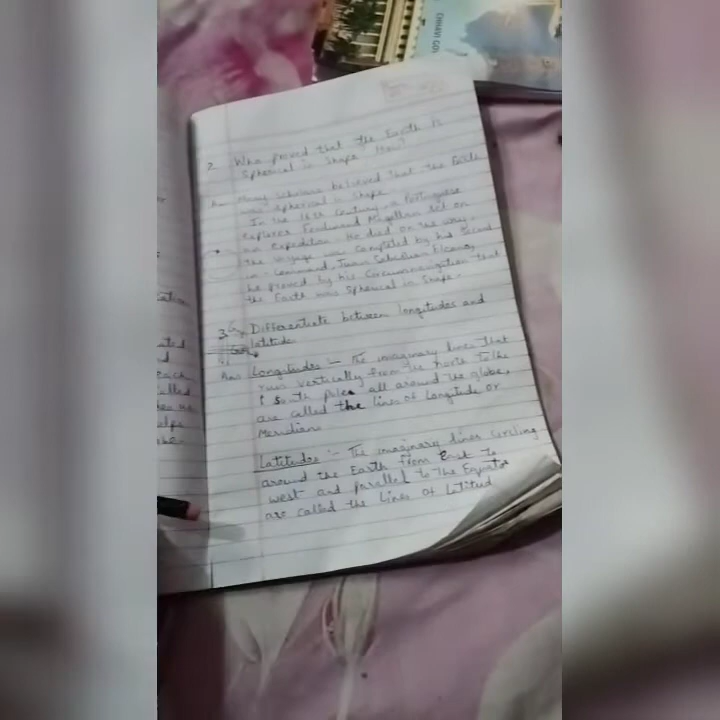 CHHAVI GO
2. Who proved that the Earth is
Spherical in Shape? How?
Ans Many Scholars believed that the Earth
was Spherical in Shape.
In the 16th Century a Portuguese
explorer Ferdinand Magellan set on
an expedition. He died on the way.
the voyage was completed by his Second
in-Command, Juan Sebastian Elcano,
he proved by his Circumnavigation that
the Earth was Spherical in Shape.
3 Differentiate between longitudes and
latitude
Ans Longitudes :- The imaginary lines that
run vertically from the north to the
South poles all around the globe,
are called the lines of Longitude or
Meridians
Latitudes :- The imaginary lines circling
around the Earth from East to
west and parallel to the Equator
are called the Lines of Latitud